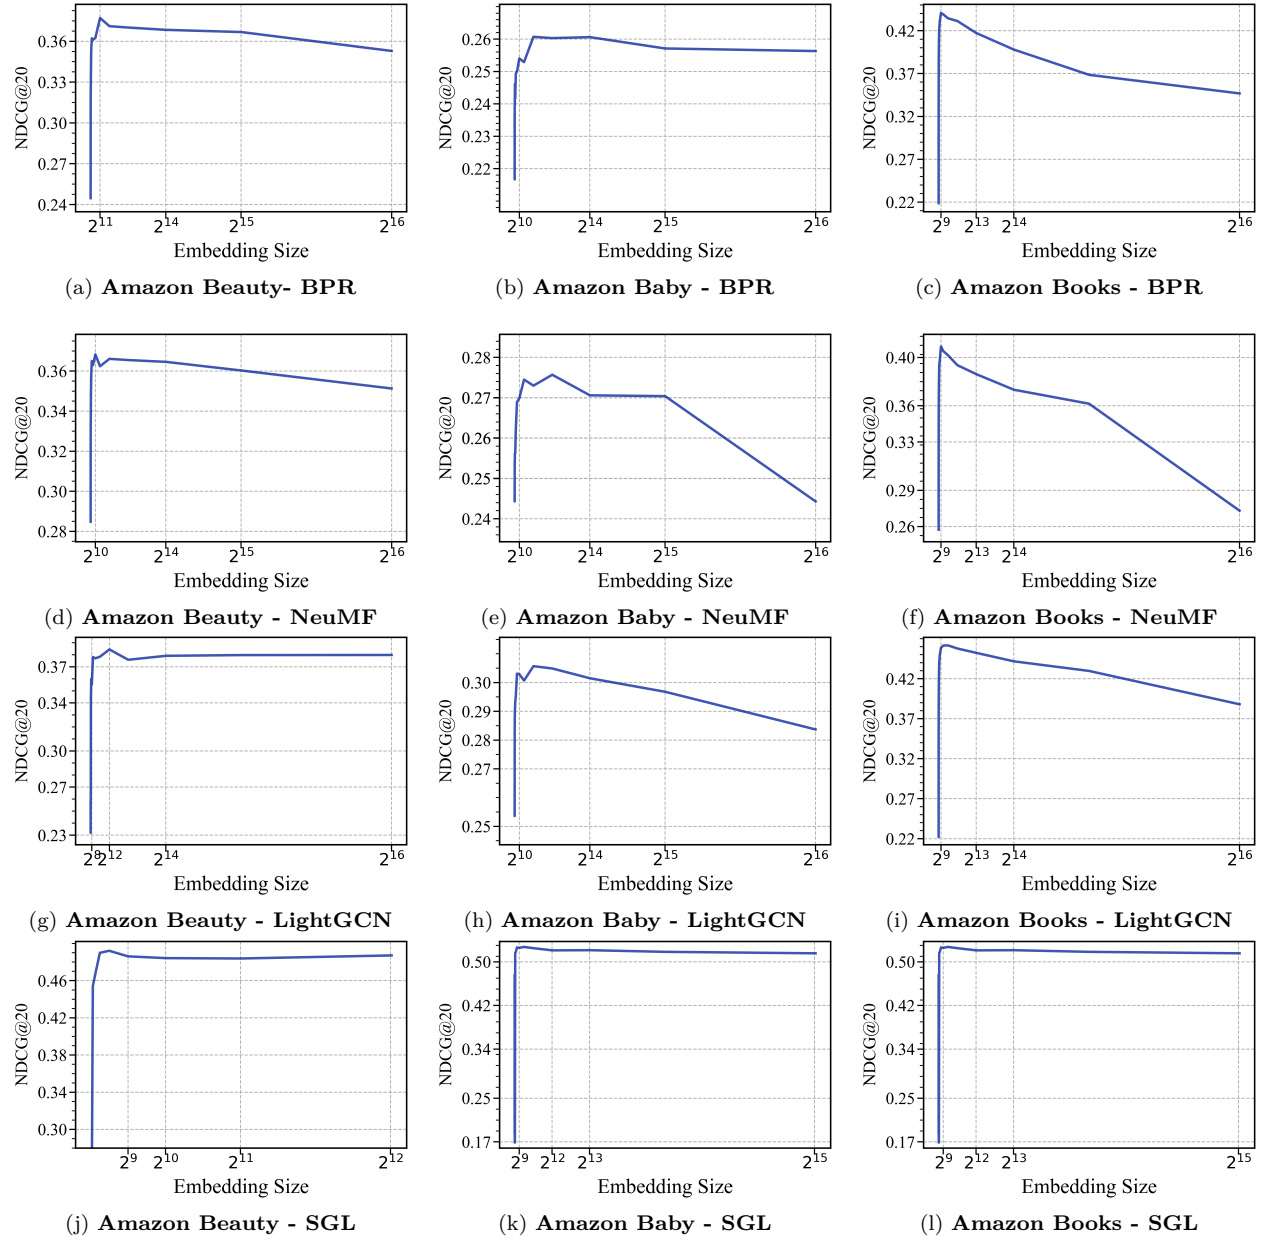 NDCG@20
0.36
0.33
0.30
0.27
0.24
2^11 2^14 2^15 2^16
Embedding Size
(a) Amazon Beauty- BPR
NDCG@20
0.26
0.25
0.24
0.23
0.22
2^10 2^14 2^15 2^16
Embedding Size
(b) Amazon Baby - BPR
NDCG@20
0.42
0.37
0.32
0.27
0.22
2^9 2^13 2^14 2^16
Embedding Size
(c) Amazon Books - BPR
NDCG@20
0.36
0.34
0.32
0.30
0.28
2^10 2^14 2^15 2^16
Embedding Size
(d) Amazon Beauty - NeuMF
NDCG@20
0.28
0.27
0.26
0.25
0.24
2^10 2^14 2^15 2^16
Embedding Size
(e) Amazon Baby - NeuMF
NDCG@20
0.40
0.36
0.33
0.29
0.26
2^9 2^13 2^14 2^16
Embedding Size
(f) Amazon Books - NeuMF
NDCG@20
0.37
0.34
0.30
0.27
0.23
2^8 2^12 2^14 2^16
Embedding Size
(g) Amazon Beauty - LightGCN
NDCG@20
0.30
0.29
0.28
0.27
0.25
2^10 2^14 2^15 2^16
Embedding Size
(h) Amazon Baby - LightGCN
NDCG@20
0.42
0.37
0.32
0.27
0.22
2^9 2^13 2^14 2^16
Embedding Size
(i) Amazon Books - LightGCN
NDCG@20
0.46
0.42
0.38
0.34
0.30
2^9 2^10 2^11 2^12
Embedding Size
(j) Amazon Beauty - SGL
NDCG@20
0.50
0.42
0.34
0.25
0.17
2^9 2^12 2^13 2^15
Embedding Size
(k) Amazon Baby - SGL
NDCG@20
0.50
0.42
0.34
0.25
0.17
2^9 2^12 2^13 2^15
Embedding Size
(l) Amazon Books - SGL